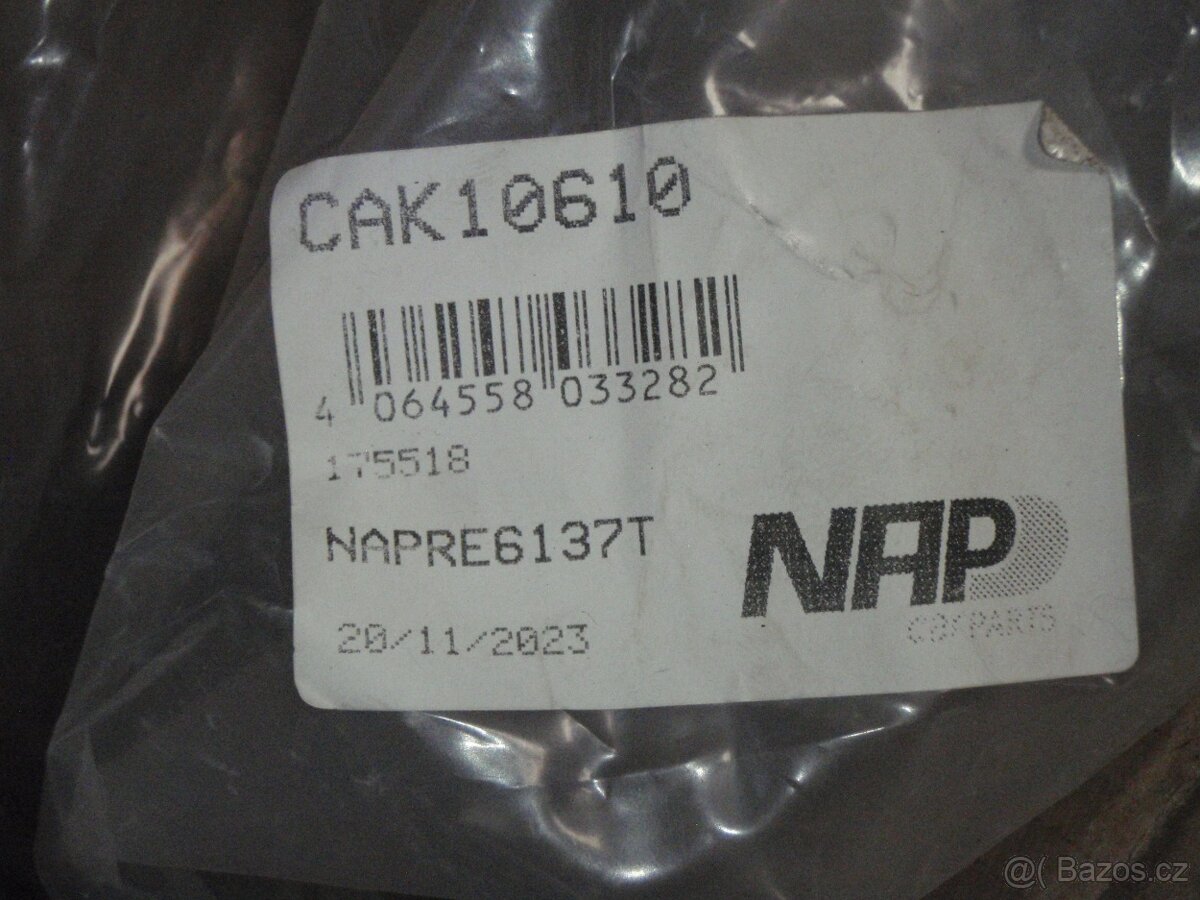 CAK10610
4 064558 033282
175518
NAPRE6137T
20/11/2023
NAP
carPARTS
@( Bazos.cz